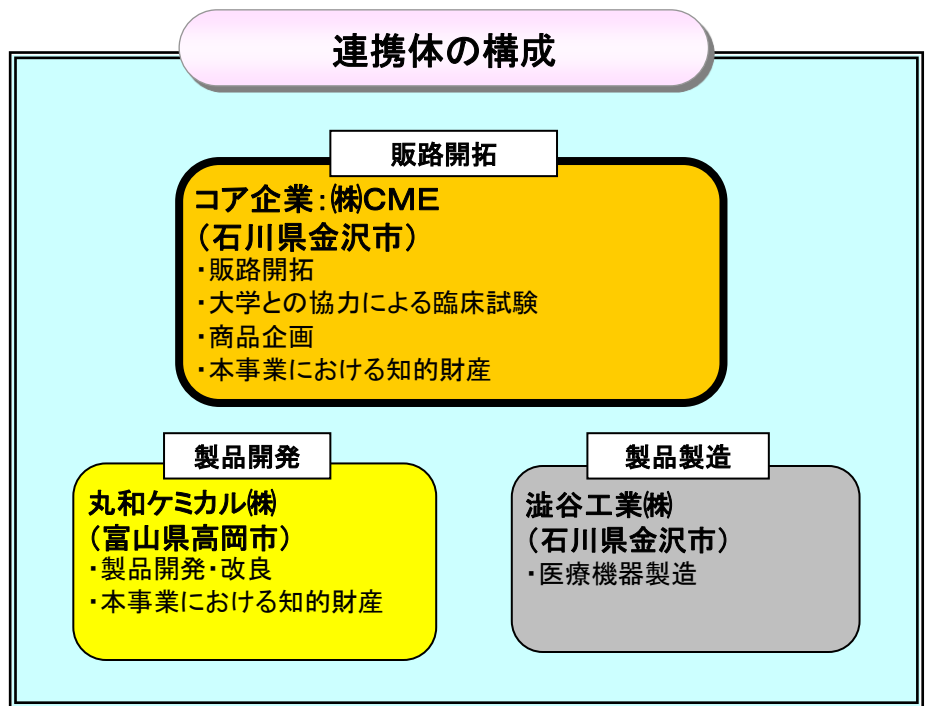 連携体の構成
販路開拓
コア企業：㈱ＣＭＥ
（石川県金沢市）
・販路開拓
・大学との協力による臨床試験
・商品企画
・本事業における知的財産
製品開発
丸和ケミカル㈱
（富山県高岡市）
・製品開発・改良
・本事業における知的財産
製品製造
澁谷工業㈱
（石川県金沢市）
・医療機器製造